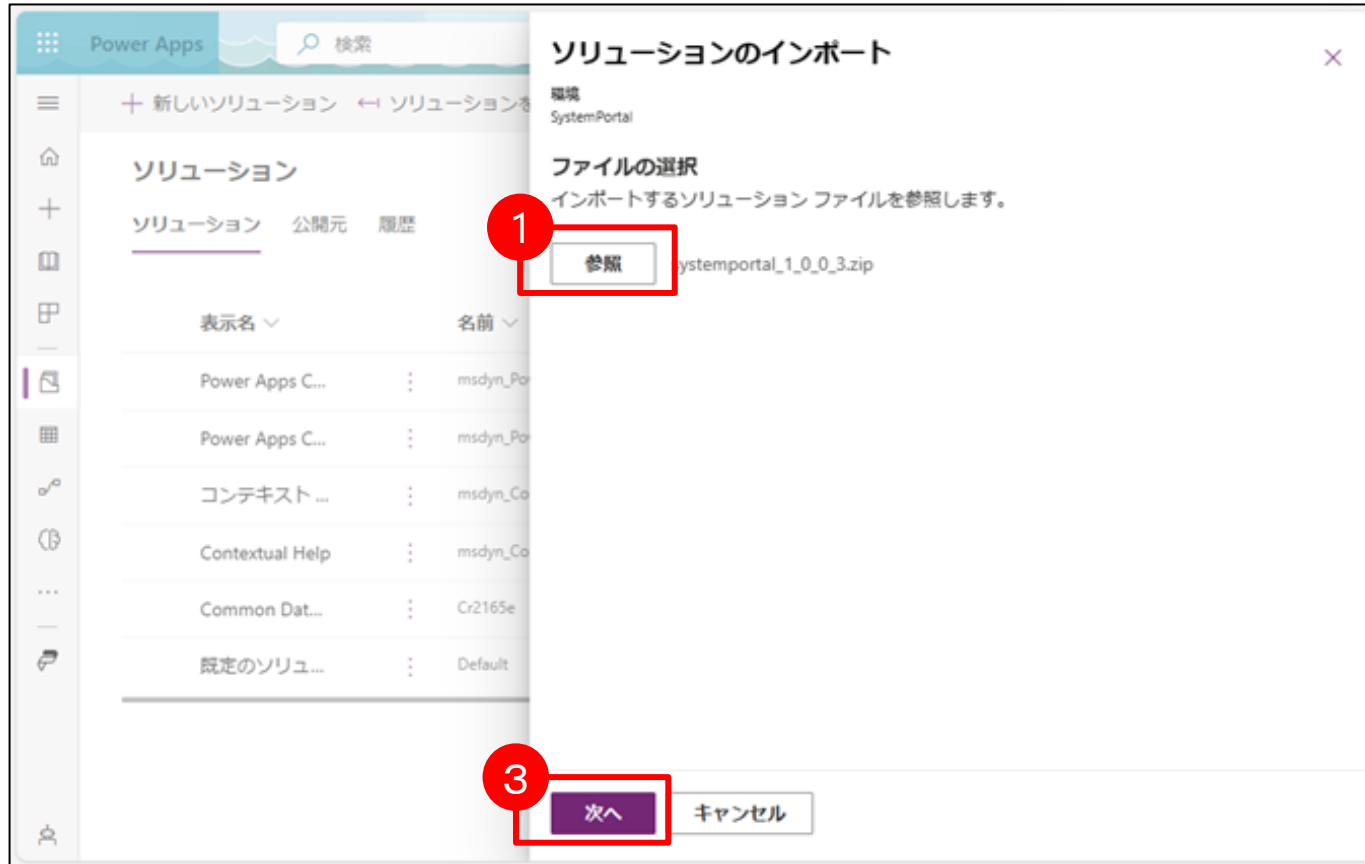 Power Apps
検索
+ 新しいソリューション ← ソリューションを
ソリューション
ソリューション 公開元 履歴
表示名 名前
Power Apps C... msdyn_Po
Power Apps C... msdyn_Po
コンテキスト ... msdyn_Co
Contextual Help msdyn_Co
Common Dat... Cr2165e
既定のソリュ... Default
ソリューションのインポート
環境
SystemPortal
ファイルの選択
インポートするソリューション ファイルを参照します。
1
参照 ystemportal_1_0_0_3.zip
3
次へ キャンセル